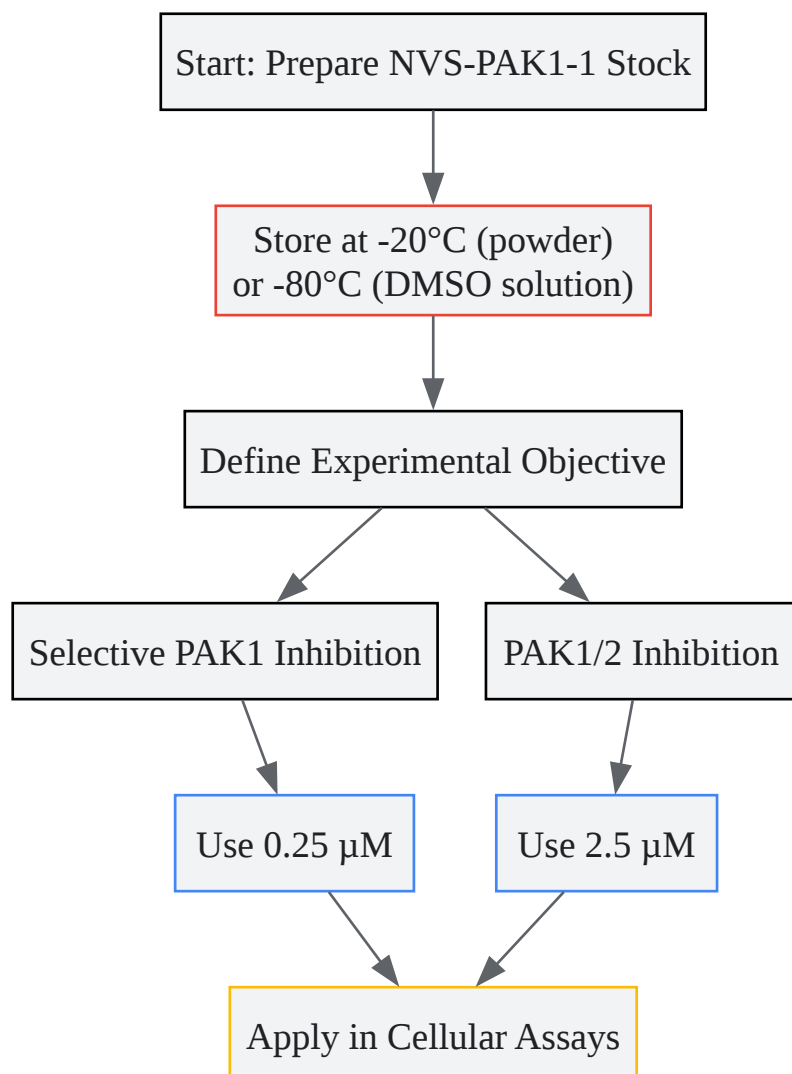 Start: Prepare NVS-PAK1-1 Stock
Store at -20°C (powder)
or -80°C (DMSO solution)
Define Experimental Objective
Selective PAK1 Inhibition
PAK1/2 Inhibition
Use 0.25 µM
Use 2.5 µM
Apply in Cellular Assays